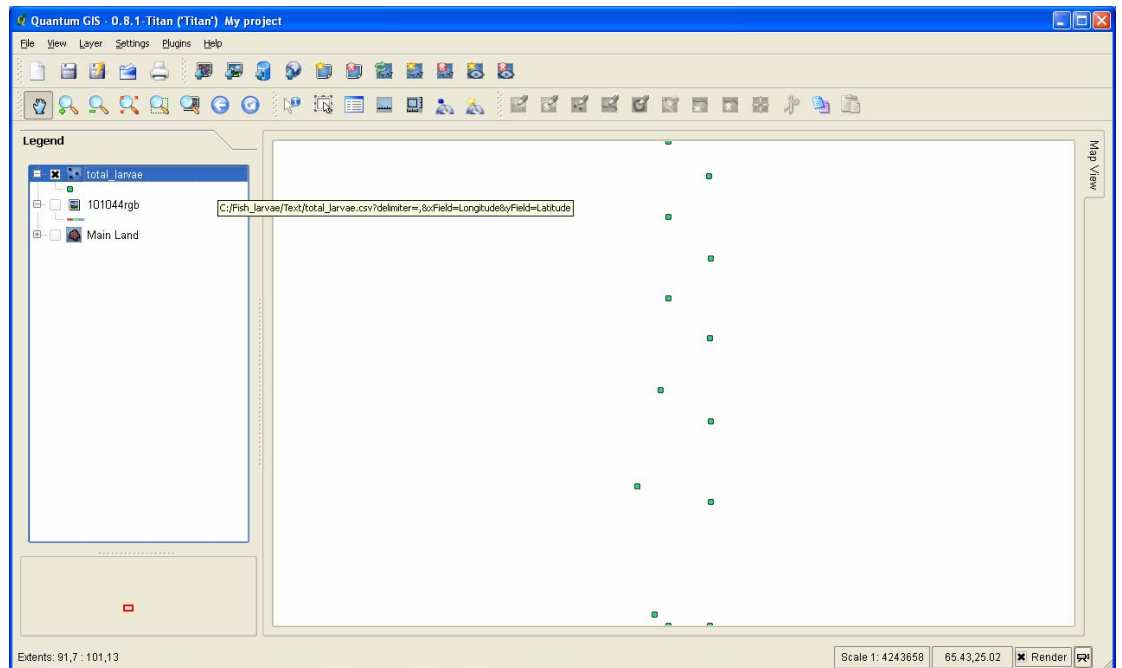 Quantum GIS - 0.8.1-Titan ('Titan') My project
File View Layer Settings Plugins Help
Legend
total_larvae
101044rgb
C:/Fish_larvae/Text/total_larvae.csv?delimiter=,&xField=Longitude&yField=Latitude
Main Land
Map View
Extents: 91,7 : 101,13
Scale 1: 4243658
65.43,25.02
Render